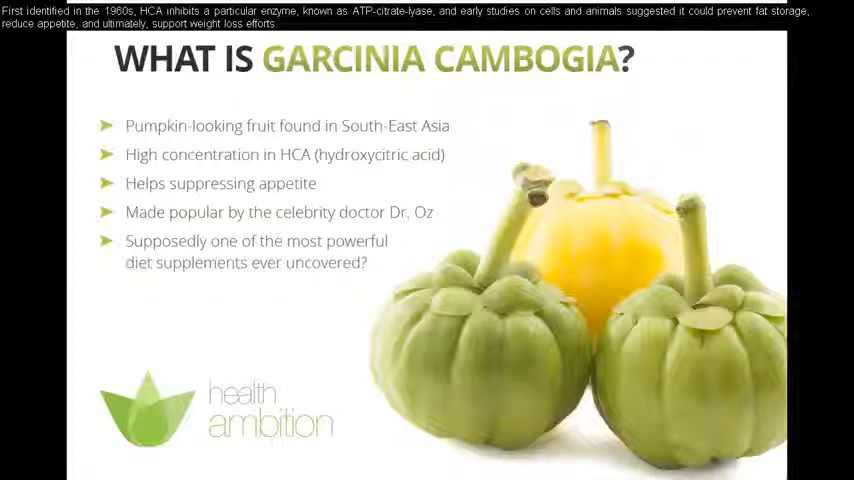 First identified in the 1960s, HCA inhibits a particular enzyme, known as ATP-citrate-lyase, and early studies on cells and animals suggested it could prevent fat storage,
reduce appetite, and ultimately, support weight loss efforts.
WHAT IS GARCINIA CAMBOGIA?
➤ Pumpkin-looking fruit found in South-East Asia
➤ High concentration in HCA (hydroxycitric acid)
➤ Helps suppressing appetite
➤ Made popular by the celebrity doctor Dr. Oz
➤ Supposedly one of the most powerful
diet supplements ever uncovered?
health
ambition